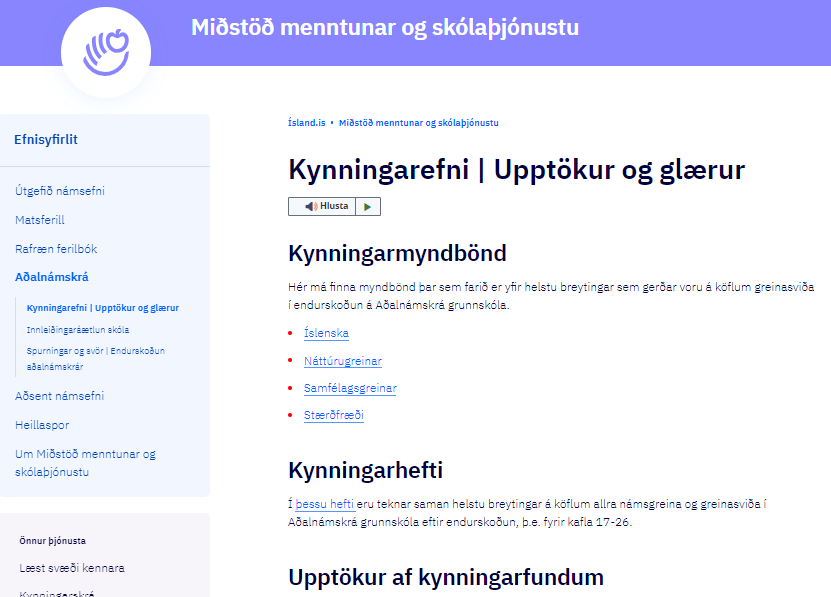 Miðstöð menntunar og skólaþjónustu
Efnisyfirlit
Útgefið námsefni
Matsferill
Rafræn ferilbók
Aðalnámskrá
Kynningarefni | Upptökur og glærur
Innleiðingaráætlun skóla
Spurningar og svör | Endurskoðun
aðalnámskrár
Aðsent námsefni
Heillaspor
Um Miðstöð menntunar og
skólaþjónustu
Önnur þjónusta
Læst svæði kennara
Kynningarskrá
Ísland.is • Miðstöð menntunar og skólaþjónustu
Kynningarefni | Upptökur og glærur
Hlusta
Kynningarmyndbönd
Hér má finna myndbönd þar sem farið er yfir helstu breytingar sem gerðar voru á köflum greinasviða
í endurskoðun á Aðalnámskrá grunnskóla.
• Íslenska
• Náttúrugreinar
• Samfélagsgreinar
• Stærðfræði
Kynningarhefti
Í þessu hefti eru teknar saman helstu breytingar á köflum allra námsgreina og greinasviða í
Aðalnámskrá grunnskóla eftir endurskoðun, þ.e. fyrir kafla 17-26.
Upptökur af kynningarfundum